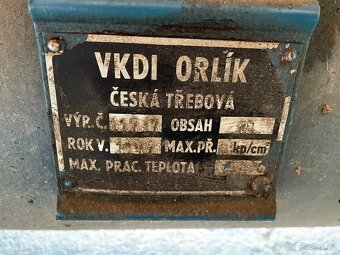 VKDI ORLÍK
ČESKÁ TŘEBOVÁ
VÝR. Č. OBSAH
ROK V. MAX. PŘ. kp/cm²
MAX. PRAC. TEPLOTA